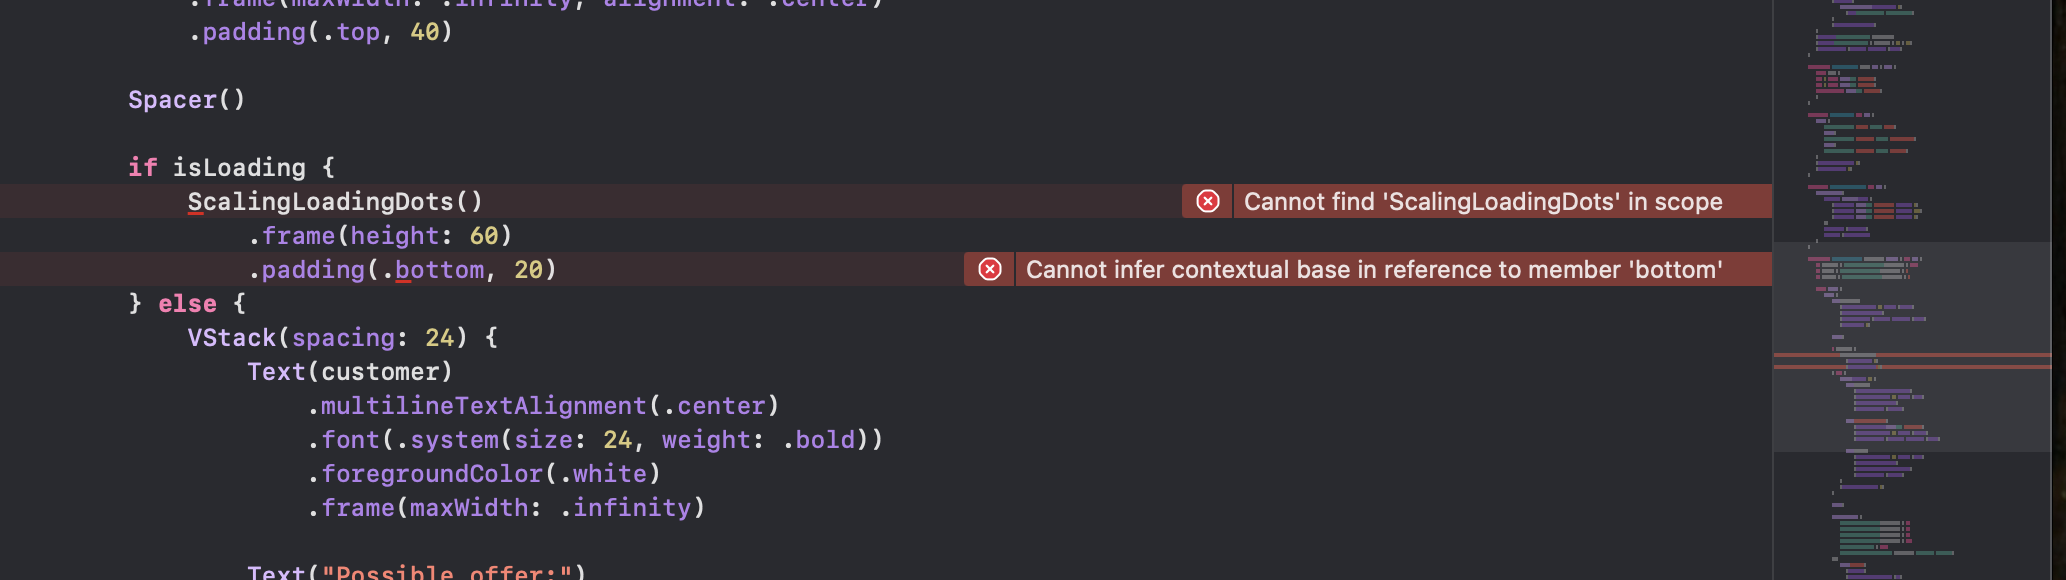 .frame(maxWidth: .infinity, alignment: .center)
.padding(.top, 40)
Spacer()
if isLoading {
ScalingLoadingDots()
Cannot find 'ScalingLoadingDots' in scope
.frame(height: 60)
.padding(.bottom, 20)
Cannot infer contextual base in reference to member 'bottom'
} else {
VStack(spacing: 24) {
Text(customer)
.multilineTextAlignment(.center)
.font(.system(size: 24, weight: .bold))
.foregroundColor(.white)
.frame(maxWidth: .infinity)
Text("Possible offer:")